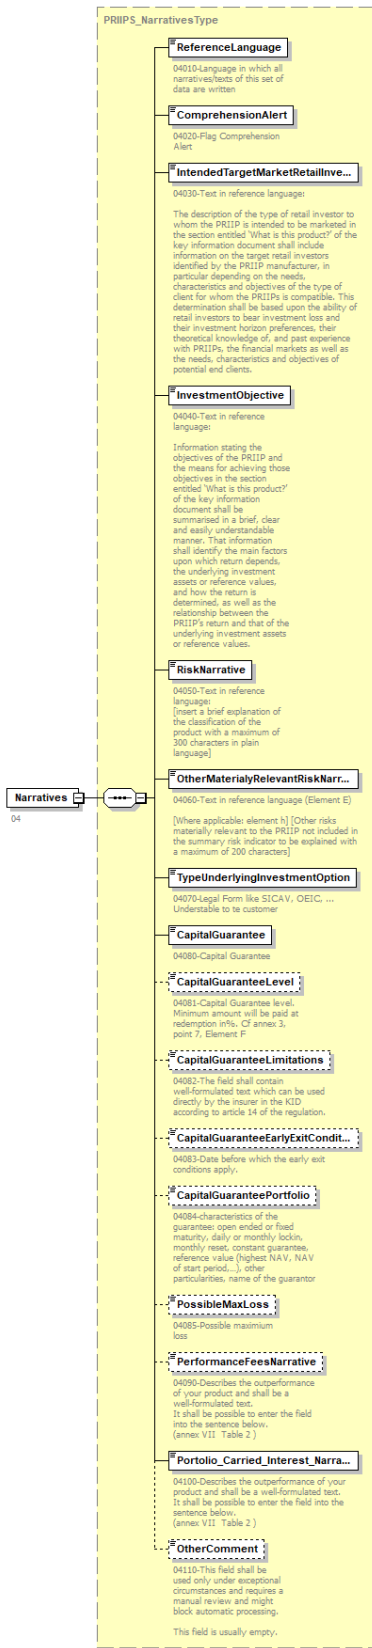 PRIIPS_NarrativesType
ReferenceLanguage
04010-Language in which all
narratives/texts of this set of
data are written
ComprehensionAlert
04020-Flag Comprehension
Alert
IntendedTargetMarketRetailInve...
04030-Text in reference language:
The description of the type of retail investor to
whom the PRIIP is intended to be marketed in
the section entitled 'What is this product?' of the
key information document shall include
information on the target retail investors
identified by the PRIIP manufacturer, in
particular depending on the needs,
characteristics and objectives of the type of
client for whom the PRIIPs is compatible. This
determination shall be based upon the ability of
retail investors to bear investment loss and
their investment horizon preferences, their
theoretical knowledge of, and past experience
with PRIIPs, the financial markets as well as
the needs, characteristics and objectives of
potential end clients.
InvestmentObjective
04040-Text in reference
language:
Information stating the
objectives of the PRIIP and
the means for achieving those
objectives in the section
entitled 'What is this product?'
of the key information
document shall be
summarised in a brief, clear
and easily understandable
manner. That information
shall identify the main factors
upon which return depends,
the underlying investment
assets or reference values,
and how the return is
determined, as well as the
relationship between the
PRIIP's return and that of the
underlying investment assets
or reference values.
RiskNarrative
04050-Text in reference
language:
[insert a brief explanation of
the classification of the
product with a maximum of
300 characters in plain
language]
OtherMaterialyRelevantRiskNarr...
04060-Text in reference language (Element E)
[Where applicable: element h] [Other risks
materially relevant to the PRIIP not included in
the summary risk indicator to be explained with
a maximum of 200 characters]
Narratives
04
TypeUnderlyingInvestmentOption
04070-Legal Form like SICAV, OEIC, ...
Understable to te customer
CapitalGuarantee
04080-Capital Guarantee
CapitalGuaranteeLevel
04081-Capital Guarantee level.
Minimum amount will be paid at
redemption in%. Cf annex 3,
point 7, Element F
CapitalGuaranteeLimitations
04082-The field shall contain
well-formulated text which can be used
directly by the insurer in the KID
according to article 14 of the regulation.
CapitalGuaranteeEarlyExitCondit...
04083-Date before which the early exit
conditions apply.
CapitalGuaranteePortfolio
04084-characteristics of the
guarantee: open ended or fixed
maturity, daily or monthly lockin,
monthly reset, constant guarantee,
reference value (highest NAV, NAV
of start period,...), other
particularities, name of the guarantor
PossibleMaxLoss
04085-Possible maximium
loss
PerformanceFeesNarrative
04090-Describes the outperformance
of your product and shall be a
well-formulated text.
It shall be possible to enter the field
into the sentence below.
(annex VII  Table 2 )
Portolio_Carried_Interest_Narra...
04100-Describes the outperformance of your
product and shall be a well-formulated text.
It shall be possible to enter the field into the
sentence below.
(annex VII  Table 2 )
OtherComment
04110-This field shall be
used only under exceptional
circumstances and requires a
manual review and might
block automatic processing.
This field is usually empty.